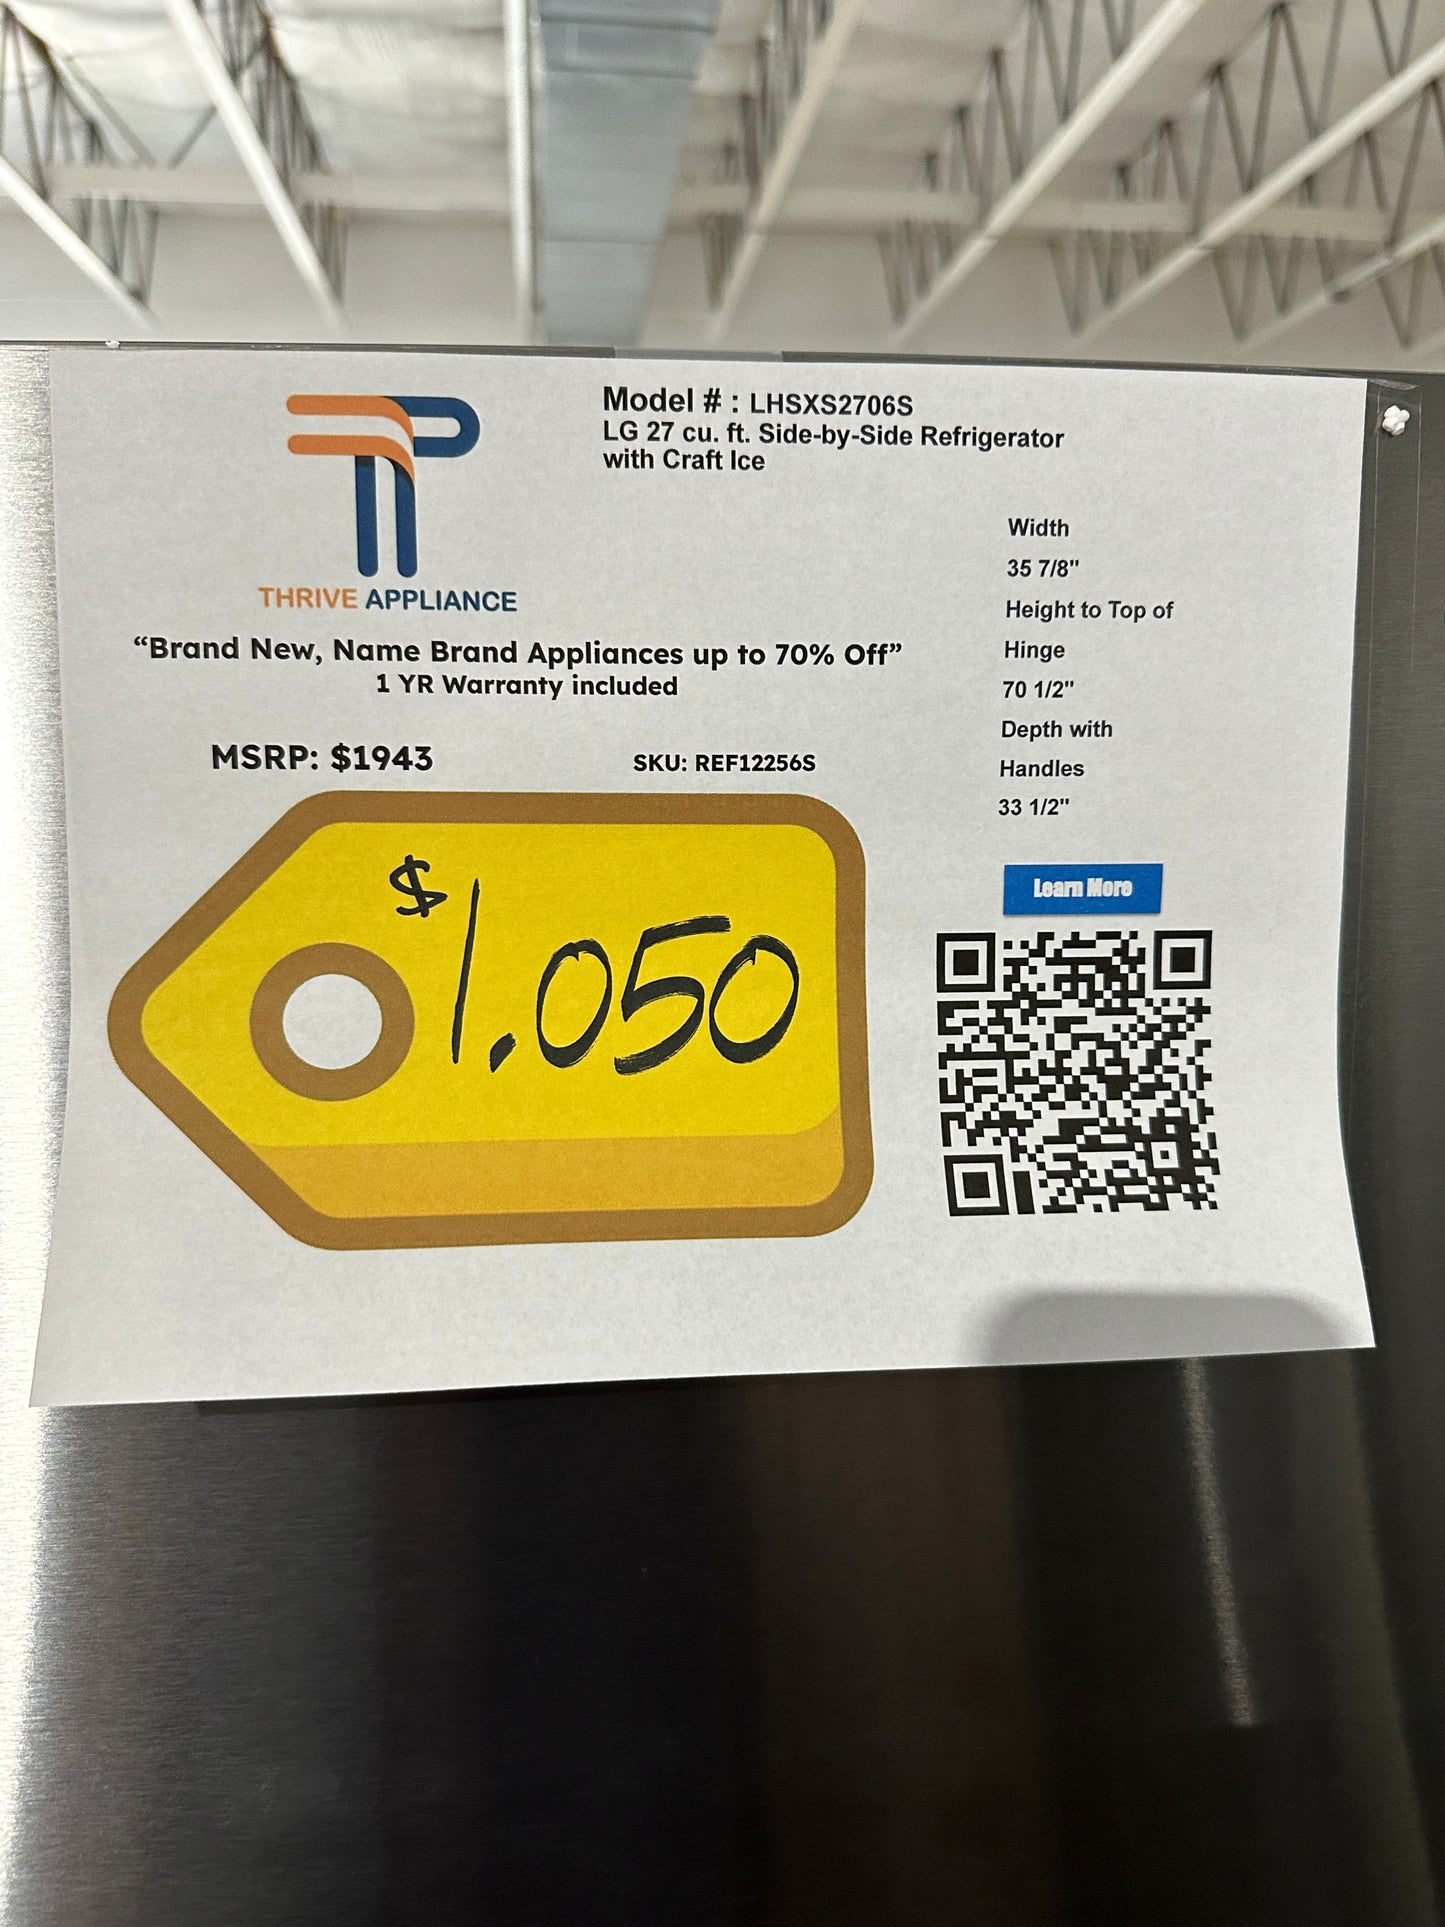 Model # : LHSXS2706S
LG 27 cu. ft. Side-by-Side Refrigerator
with Craft Ice
THRIVE APPLIANCE
“Brand New, Name Brand Appliances up to 70% Off”
1 YR Warranty included
MSRP: $1943
SKU: REF12256S
$1.050
Width
35 7/8"
Height to Top of
Hinge
70 1/2"
Depth with
Handles
33 1/2"
Learn More